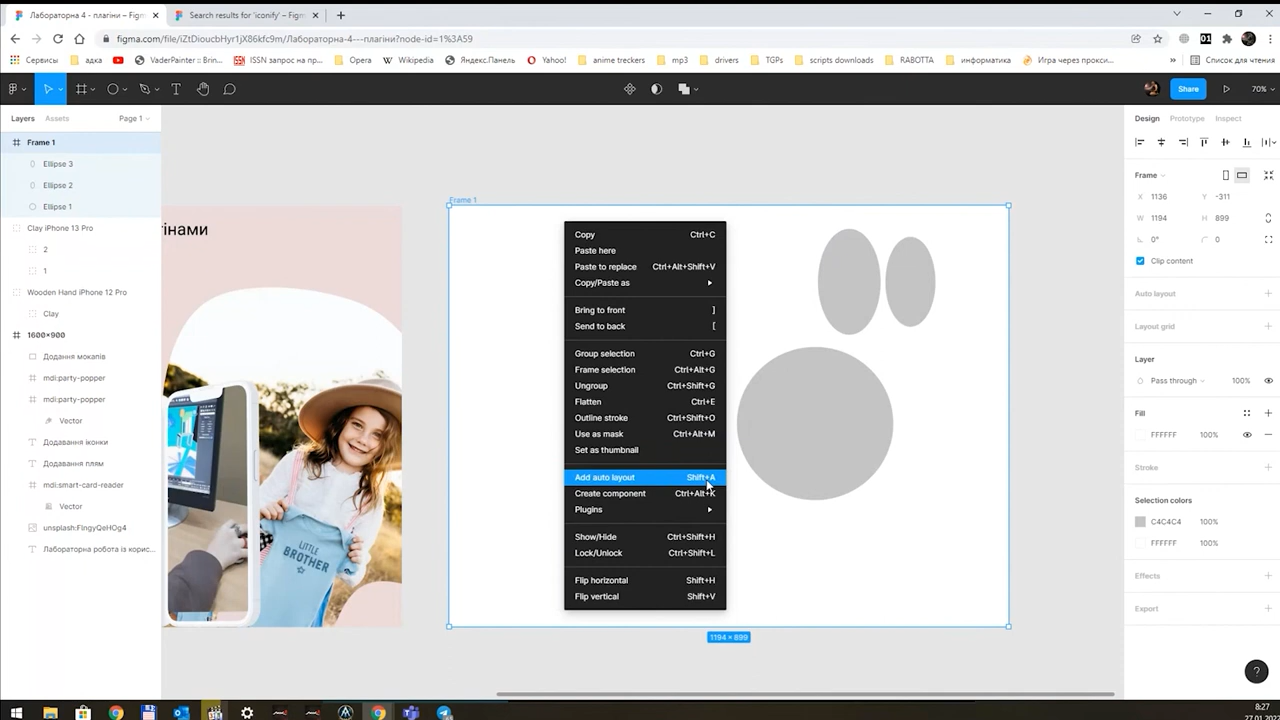 Лабораторна 4 - плагіни – Figm
Search results for 'iconify' – Figm
figma.com/file/iZtDioucbHyr1jX86kfc9m/Лабораторна-4---плагіни?node-id=1%3A59
Сервисы
адка
VaderPainter :: Brin...
ISSN запрос на пр...
Opera
Wikipedia
Яндекс.Панель
Yahoo!
anime treckers
mp3
drivers
TGPs
scripts downloads
RABOTTA
информатика
Игра через прокси...
»
Список для чтения
Share
70%
Layers
Assets
Page 1
Design
Prototype
Inspect
Frame 1
Ellipse 3
Ellipse 2
Ellipse 1
Clay iPhone 13 Pro
2
1
Wooden Hand iPhone 12 Pro
Clay
1600×900
Додання мокапів
mdi:party-popper
mdi:party-popper
Vector
Додавання іконки
Додавання плям
mdi:smart-card-reader
Vector
unsplash:FIngyQeHOg4
Лабораторна робота із корис...
гінами
LITTLE
BROTHER
Frame 1
Copy Ctrl+C
Paste here
Paste to replace Ctrl+Alt+Shift+V
Copy/Paste as
Bring to front ]
Send to back [
Group selection Ctrl+G
Frame selection Ctrl+Alt+G
Ungroup Ctrl+Shift+G
Flatten Ctrl+E
Outline stroke Ctrl+Shift+O
Use as mask Ctrl+Alt+M
Set as thumbnail
Add auto layout Shift+A
Create component Ctrl+Alt+K
Plugins
Show/Hide Ctrl+Shift+H
Lock/Unlock Ctrl+Shift+L
Flip horizontal Shift+H
Flip vertical Shift+V
1194 × 899
Frame
X 1136 Y -311
W 1194 H 899
0° 0
Clip content
Auto layout
Layout grid
Layer
Pass through 100%
Fill
FFFFFF 100%
Stroke
Selection colors
C4C4C4 100%
FFFFFF 100%
Effects
Export
?
8:27